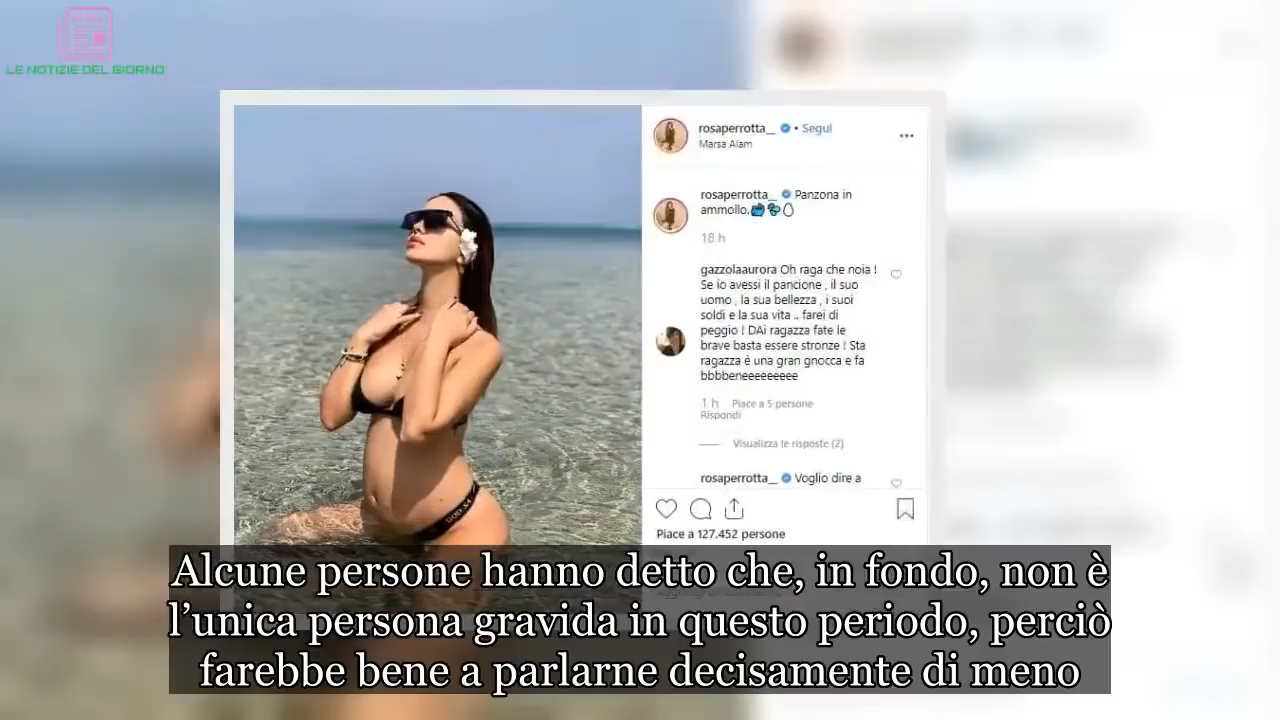 LE NOTIZIE DEL GIORNO
rosaperrotta__ • Segui
Marsa Alam
rosaperrotta__ Panzona in
ammollo.
18 h
gazzolaaurora Oh raga che noia !
Se io avessi il pancione , il suo
uomo , la sua bellezza , i suoi
soldi e la sua vita .. farei di
peggio ! DAi ragazza fate le
brave basta essere stronze ! Sta
ragazza è una gran gnocca e fa
bbbbeneeeeeeeee
1 h Piace a 5 persone
Rispondi
Visualizza le risposte (2)
rosaperrotta__ Voglio dire a
Piace a 127.452 persone
Alcune persone hanno detto che, in fondo, non è
l’unica persona gravida in questo periodo, perciò
farebbe bene a parlarne decisamente di meno